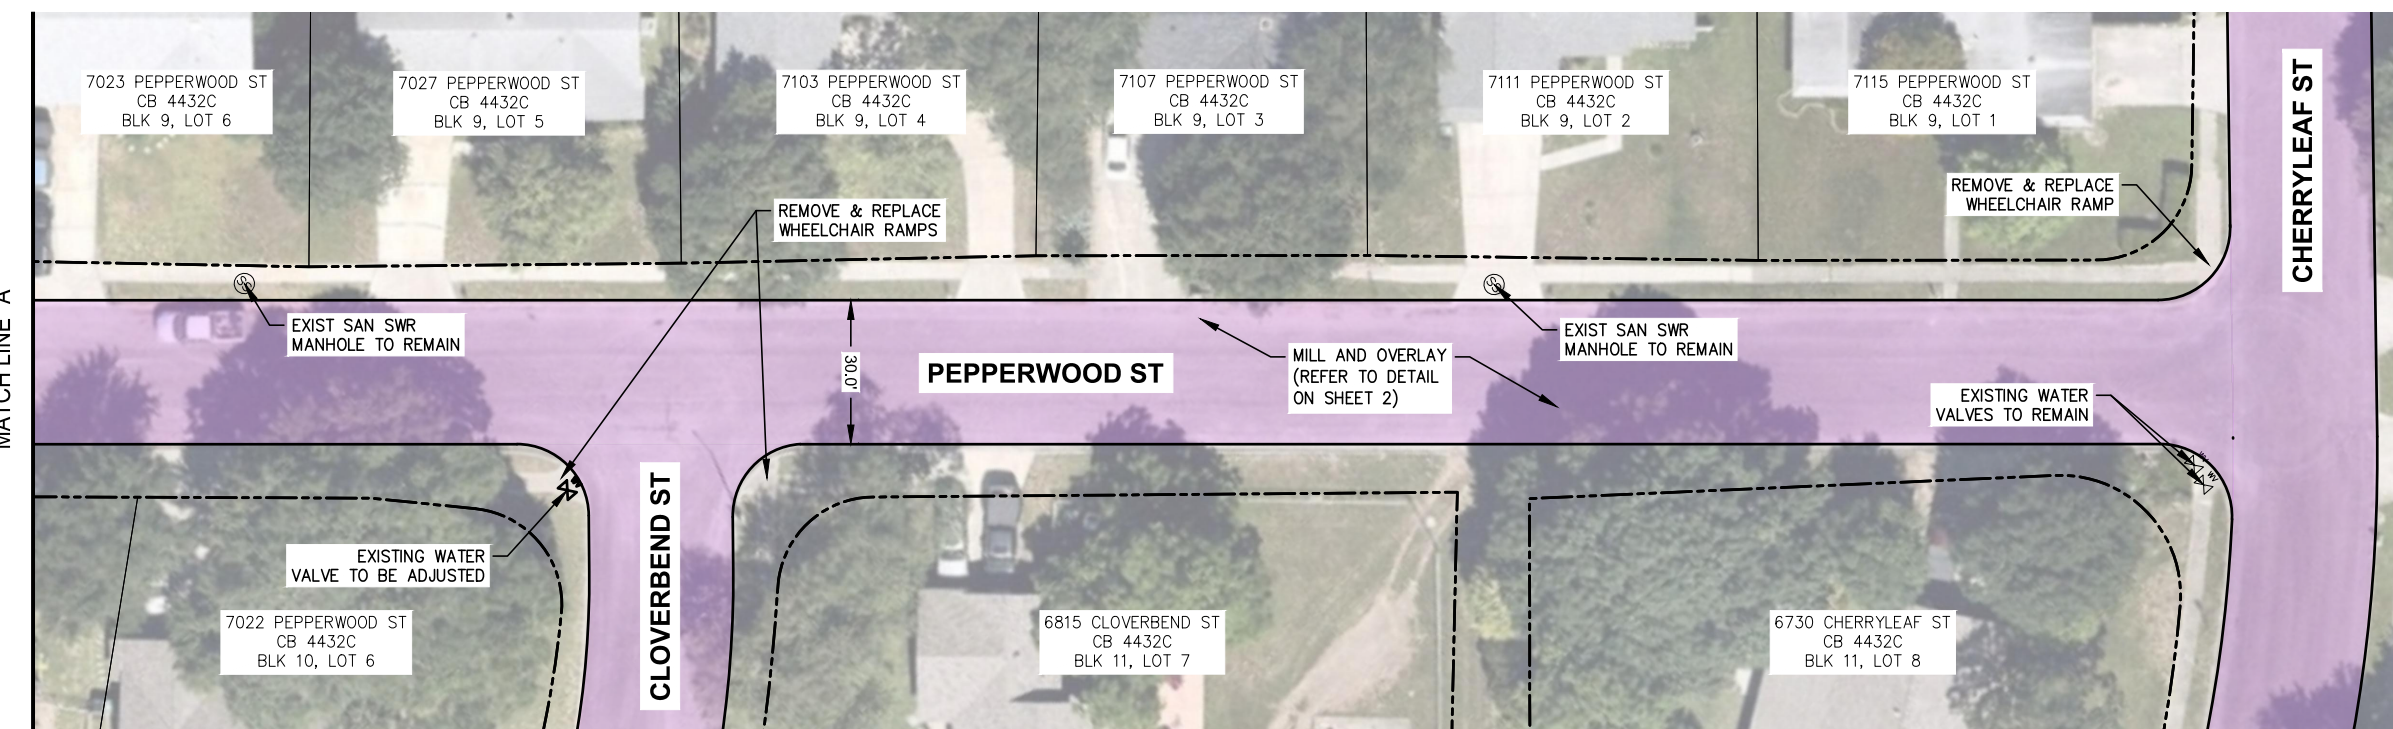 7023 PEPPERWOOD ST
CB 4432C
BLK 9, LOT 6
7027 PEPPERWOOD ST
CB 4432C
BLK 9, LOT 5
7103 PEPPERWOOD ST
CB 4432C
BLK 9, LOT 4
7107 PEPPERWOOD ST
CB 4432C
BLK 9, LOT 3
7111 PEPPERWOOD ST
CB 4432C
BLK 9, LOT 2
7115 PEPPERWOOD ST
CB 4432C
BLK 9, LOT 1
CHERRYLEAF ST
REMOVE & REPLACE
WHEELCHAIR RAMP
REMOVE & REPLACE
WHEELCHAIR RAMPS
SS
SS
MATCH LINE 'A'
EXIST SAN SWR
MANHOLE TO REMAIN
30.0'
PEPPERWOOD ST
MILL AND OVERLAY
(REFER TO DETAIL
ON SHEET 2)
EXIST SAN SWR
MANHOLE TO REMAIN
EXISTING WATER
VALVES TO REMAIN
WV
WV
CLOVERBEND ST
EXISTING WATER
VALVE TO BE ADJUSTED
7022 PEPPERWOOD ST
CB 4432C
BLK 10, LOT 6
6815 CLOVERBEND ST
CB 4432C
BLK 11, LOT 7
6730 CHERRYLEAF ST
CB 4432C
BLK 11, LOT 8